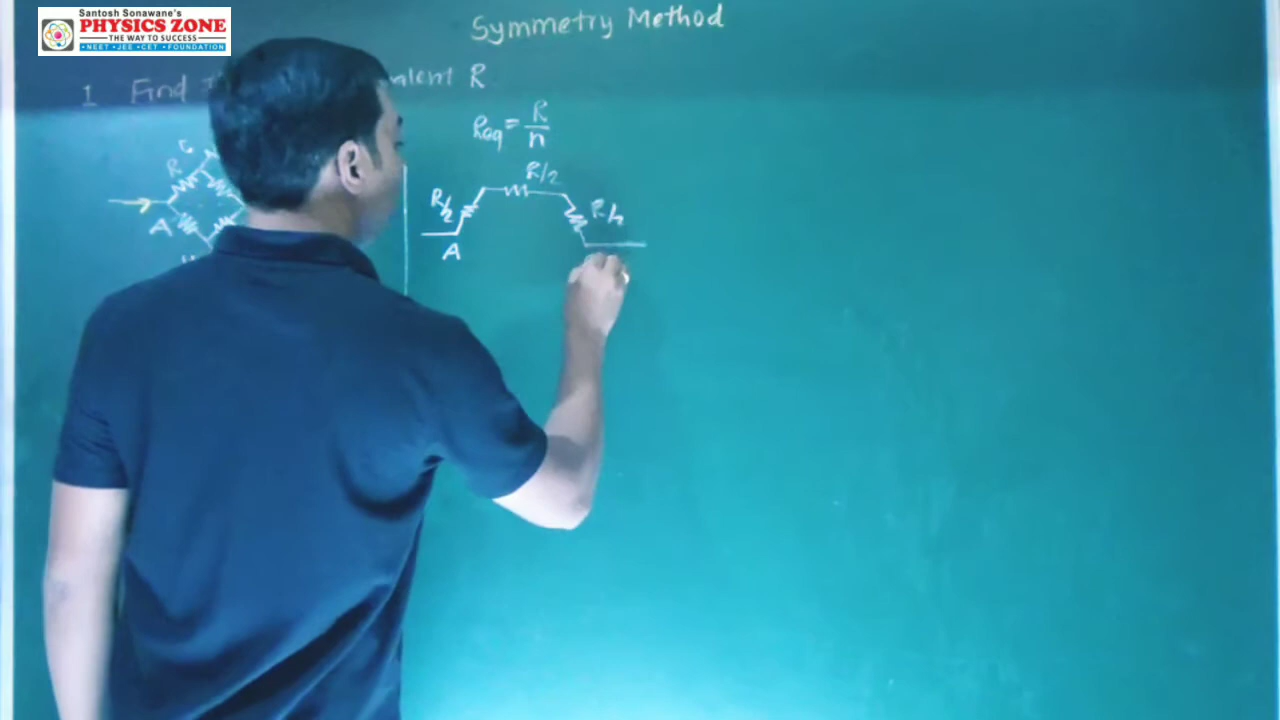 Santosh Sonawane's
PHYSICS ZONE
THE WAY TO SUCCESS
• NEET • JEE • CET • FOUNDATION
Symmetry Method
1 Find R
Req = R/n
R/2
R/2
R/2
R
A
A